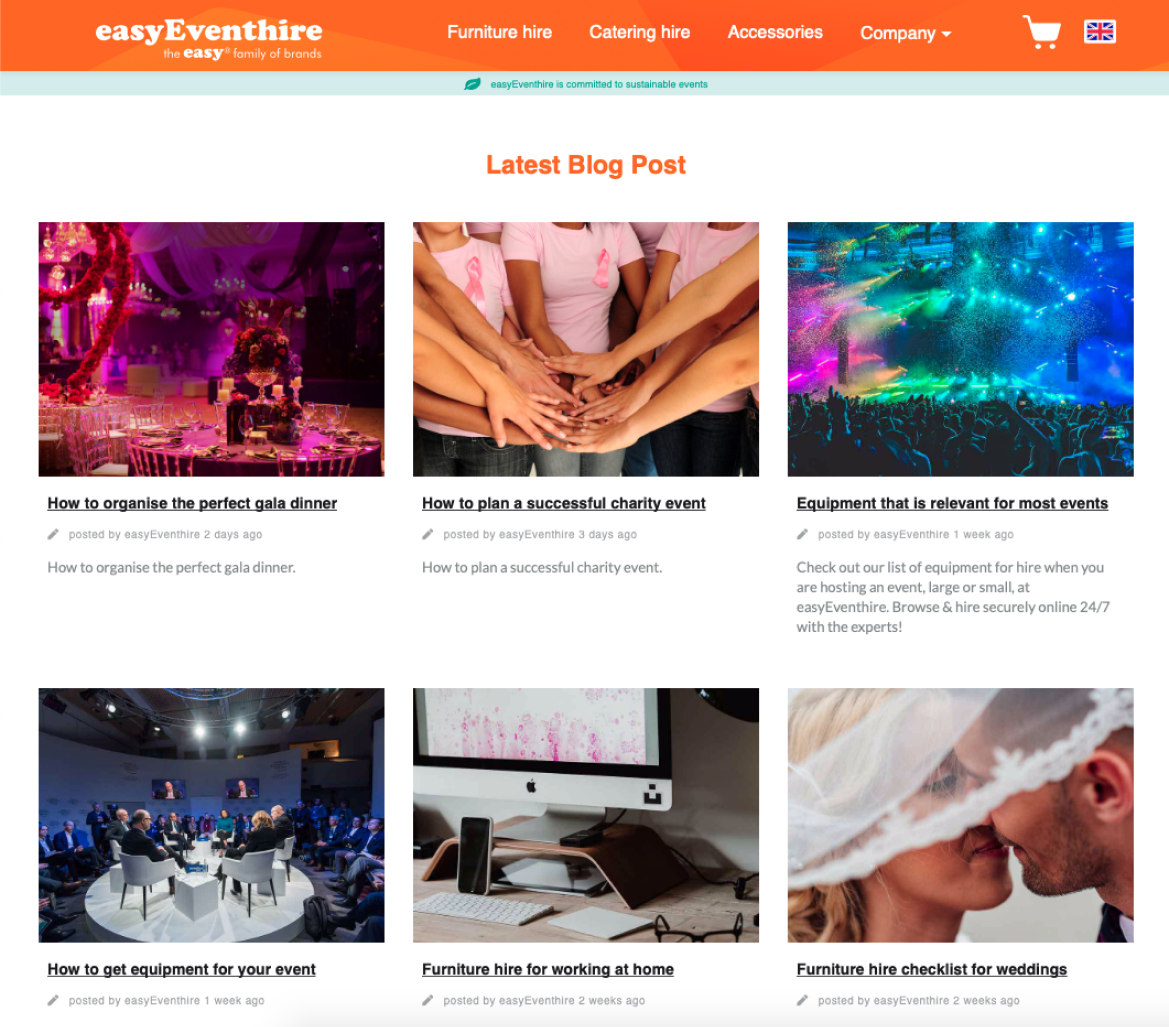 easyEventhire
the easy® family of brands
Furniture hire
Catering hire
Accessories
Company
easyEventhire is committed to sustainable events
Latest Blog Post
How to organise the perfect gala dinner
posted by easyEventhire 2 days ago
How to organise the perfect gala dinner.
How to plan a successful charity event
posted by easyEventhire 3 days ago
How to plan a successful charity event.
Equipment that is relevant for most events
posted by easyEventhire 1 week ago
Check out our list of equipment for hire when you
are hosting an event, large or small, at
easyEventhire. Browse & hire securely online 24/7
with the experts!
How to get equipment for your event
posted by easyEventhire 1 week ago
Furniture hire for working at home
posted by easyEventhire 2 weeks ago
Furniture hire checklist for weddings
posted by easyEventhire 2 weeks ago